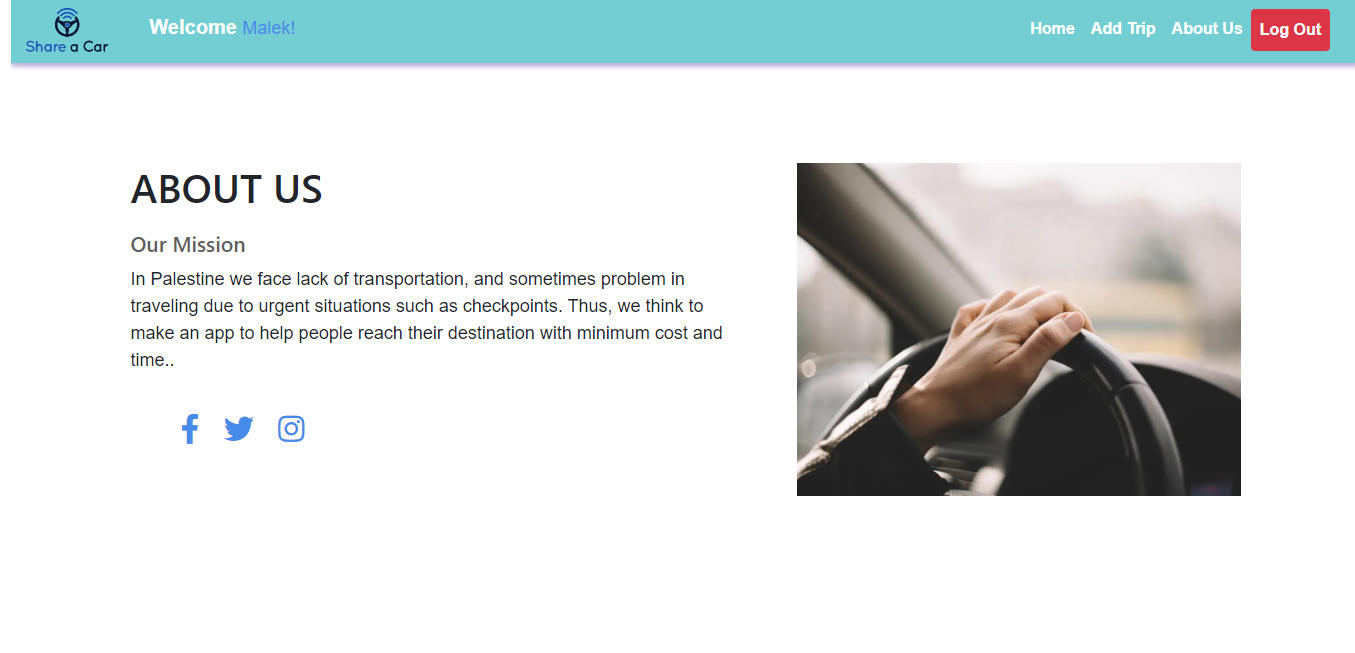 Share a Car
Welcome Malek!
Home Add Trip About Us Log Out
ABOUT US
Our Mission
In Palestine we face lack of transportation, and sometimes problem in
traveling due to urgent situations such as checkpoints. Thus, we think to
make an app to help people reach their destination with minimum cost and
time..